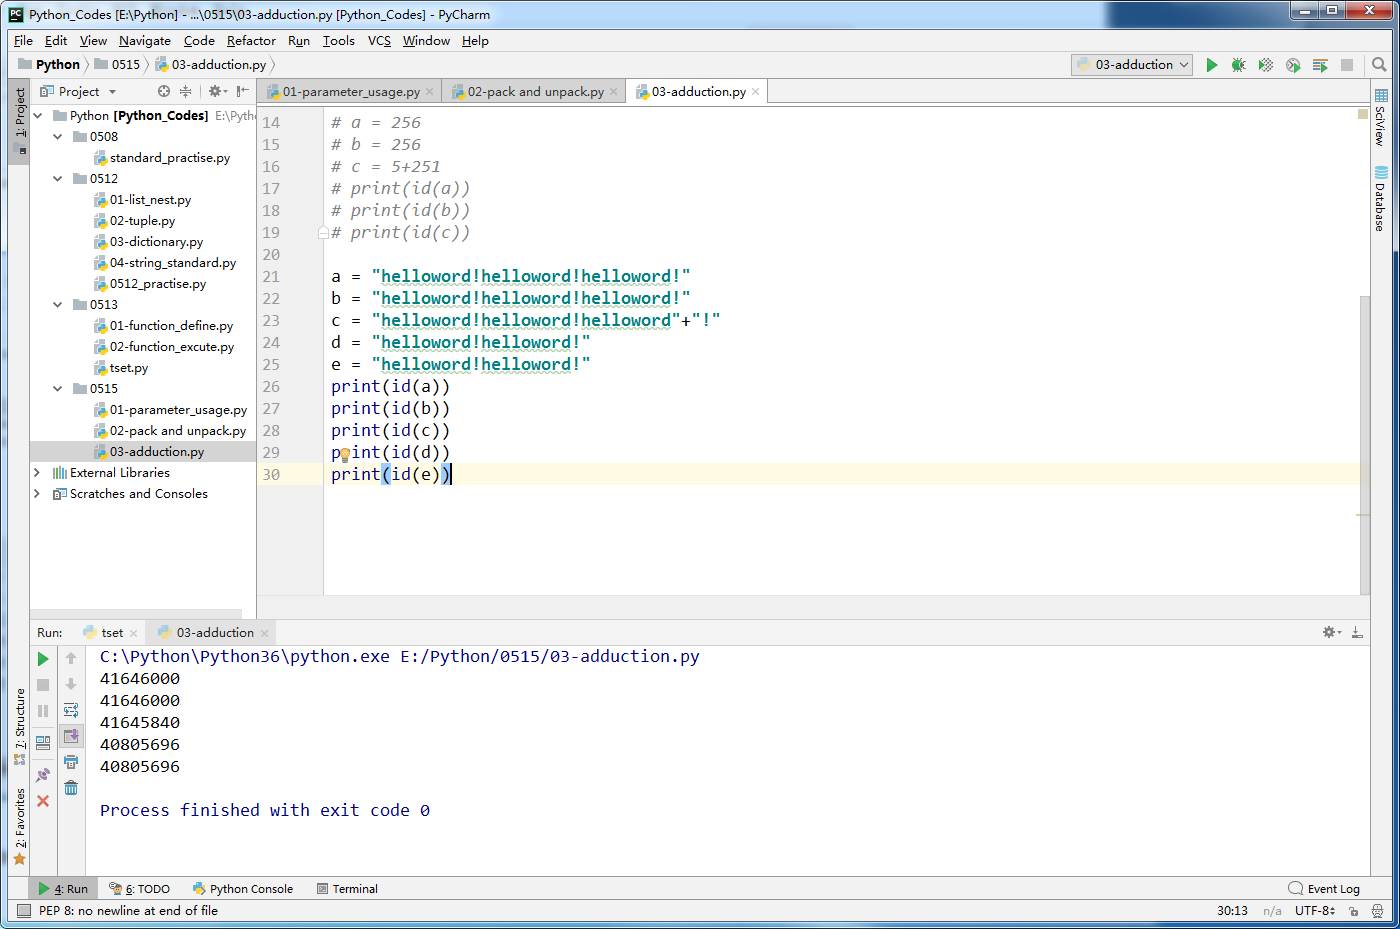 Python_Codes [E:\Python] - ...\0515\03-adduction.py [Python_Codes] - PyCharm
File Edit View Navigate Code Refactor Run Tools VCS Window Help
Python 0515 03-adduction.py 03-adduction
Project 01-parameter_usage.py 02-pack and unpack.py 03-adduction.py
1: Project
Python [Python_Codes] E:\Pyth
0508
standard_practise.py
0512
01-list_nest.py
02-tuple.py
03-dictionary.py
04-string_standard.py
0512_practise.py
0513
01-function_define.py
02-function_excute.py
tset.py
0515
01-parameter_usage.py
02-pack and unpack.py
03-adduction.py
External Libraries
Scratches and Consoles
14 # a = 256
15 # b = 256
16 # c = 5+251
17 # print(id(a))
18 # print(id(b))
19 # print(id(c))
20
21 a = "helloword!helloword!helloword!"
22 b = "helloword!helloword!helloword!"
23 c = "helloword!helloword!helloword"+"!"
24 d = "helloword!helloword!"
25 e = "helloword!helloword!"
26 print(id(a))
27 print(id(b))
28 print(id(c))
29 print(id(d))
30 print(id(e))
SciView
Database
Run: tset 03-adduction
C:\Python\Python36\python.exe E:/Python/0515/03-adduction.py
41646000
41646000
41645840
40805696
40805696
Process finished with exit code 0
7: Structure
2: Favorites
4: Run 6: TODO Python Console Terminal Event Log
PEP 8: no newline at end of file 30:13 n/a UTF-8